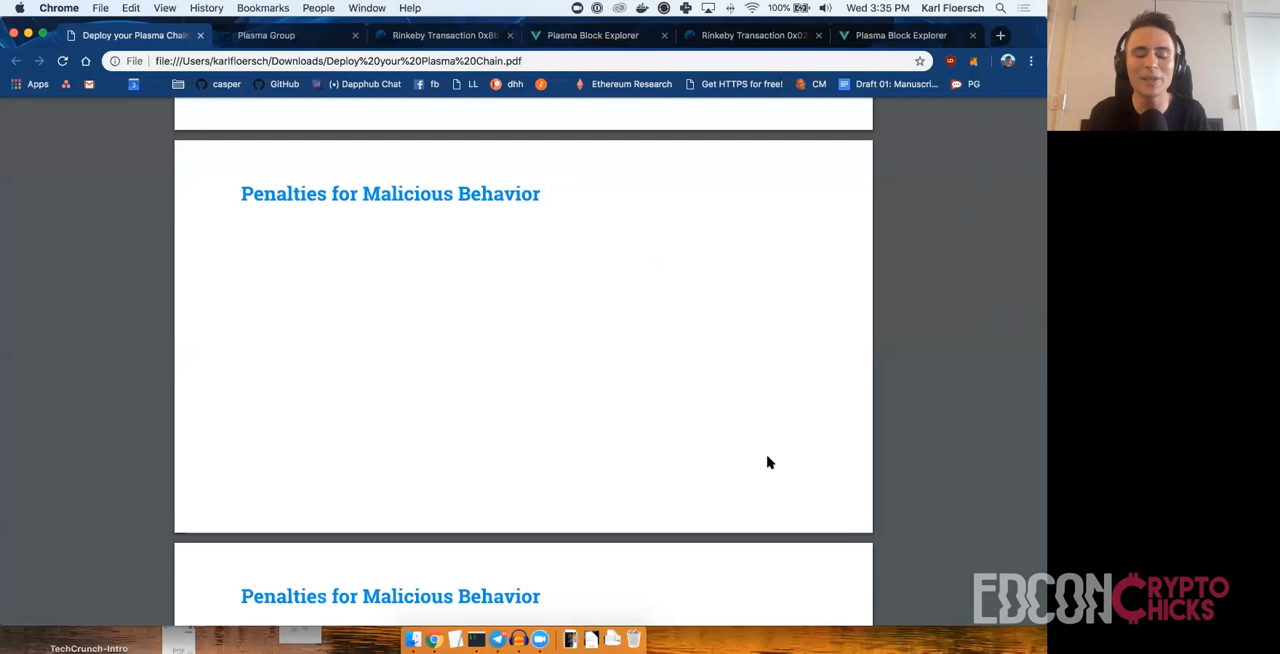 Chrome File Edit View History Bookmarks People Window Help 100% Wed 3:35 PM Karl Floersch
Deploy your Plasma Chain Plasma Group Rinkeby Transaction 0x8b Plasma Block Explorer Rinkeby Transaction 0x02 Plasma Block Explorer
File file:///Users/karlfloersch/Downloads/Deploy%20your%20Plasma%20Chain.pdf
Apps casper GitHub (•) Dapphub Chat fb LL dhh Ethereum Research Get HTTPS for free! CM Draft 01: Manuscri... PG
Penalties for Malicious Behavior
Penalties for Malicious Behavior
EDCON CRYPTO CHICKS
TechCrunch-Intro
PDF